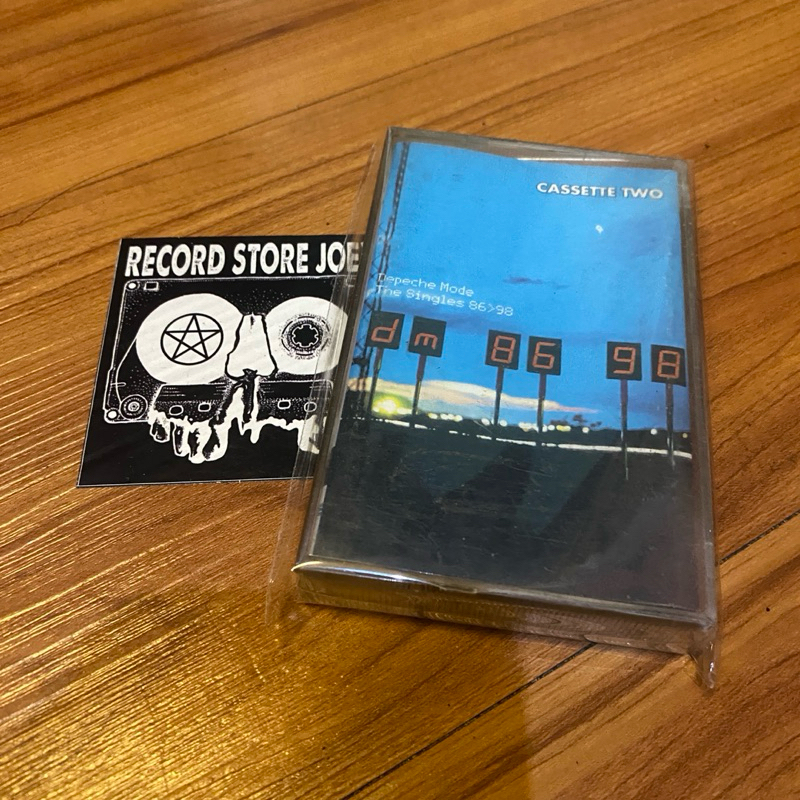 RECORD STORE JOE
CASSETTE TWO
Depeche Mode
The Singles 86>98
dm 86 98